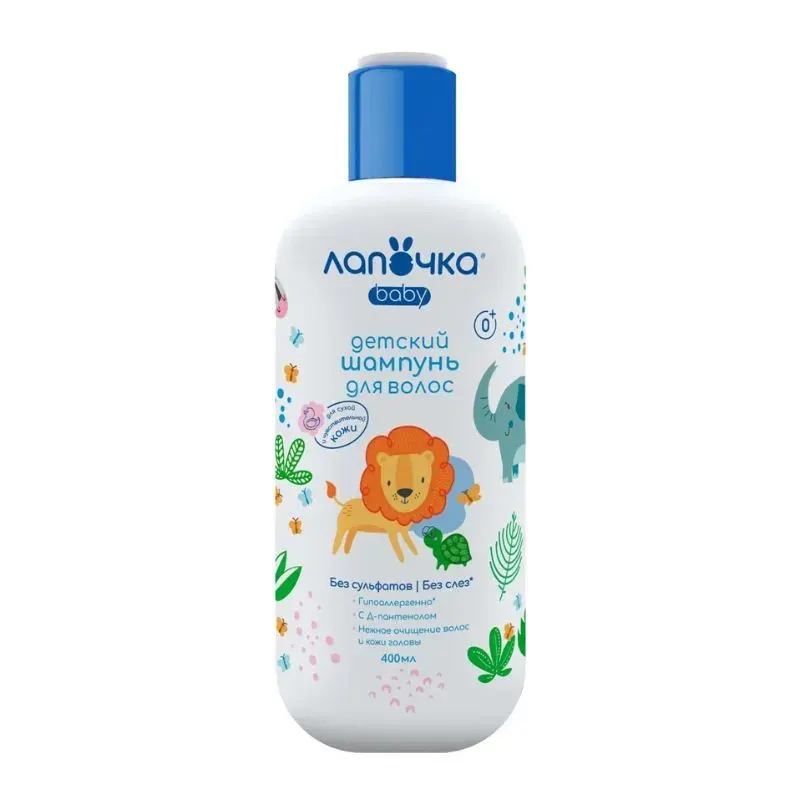 лапочка®
baby
0+
детский
шампунь
для волос
для сухой
и чувствительной
кожи
Без сульфатов | Без слез*
· Гипоаллергенно*
· С Д-пантенолом
· Нежное очищение волос
и кожи головы
400мл